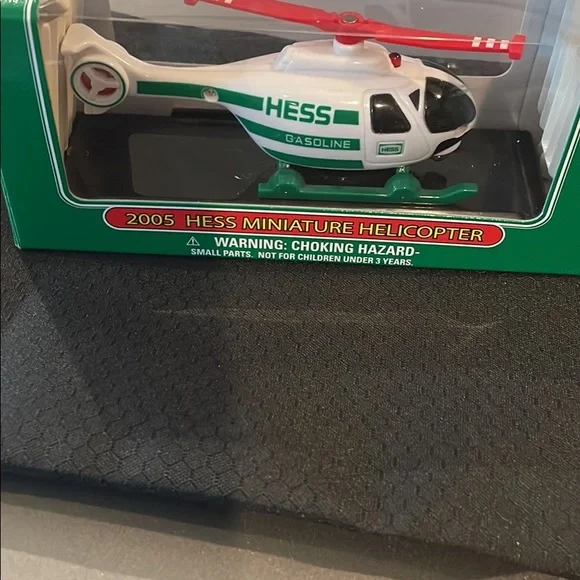 HESS
GASOLINE
HESS
2005 HESS MINIATURE HELICOPTER
WARNING: CHOKING HAZARD-
SMALL PARTS. NOT FOR CHILDREN UNDER 3 YEARS.